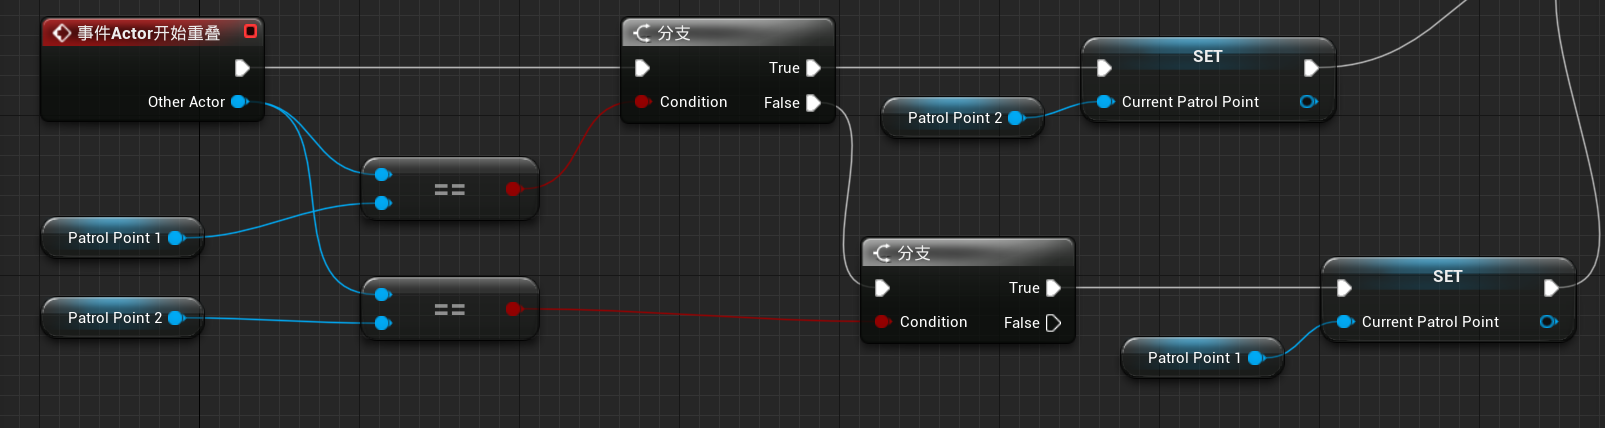 事件Actor开始重叠
Other Actor
分支
True
Condition
False
Patrol Point 2
SET
Current Patrol Point
==
Patrol Point 1
==
Patrol Point 2
分支
True
Condition
False
SET
Current Patrol Point
Patrol Point 1